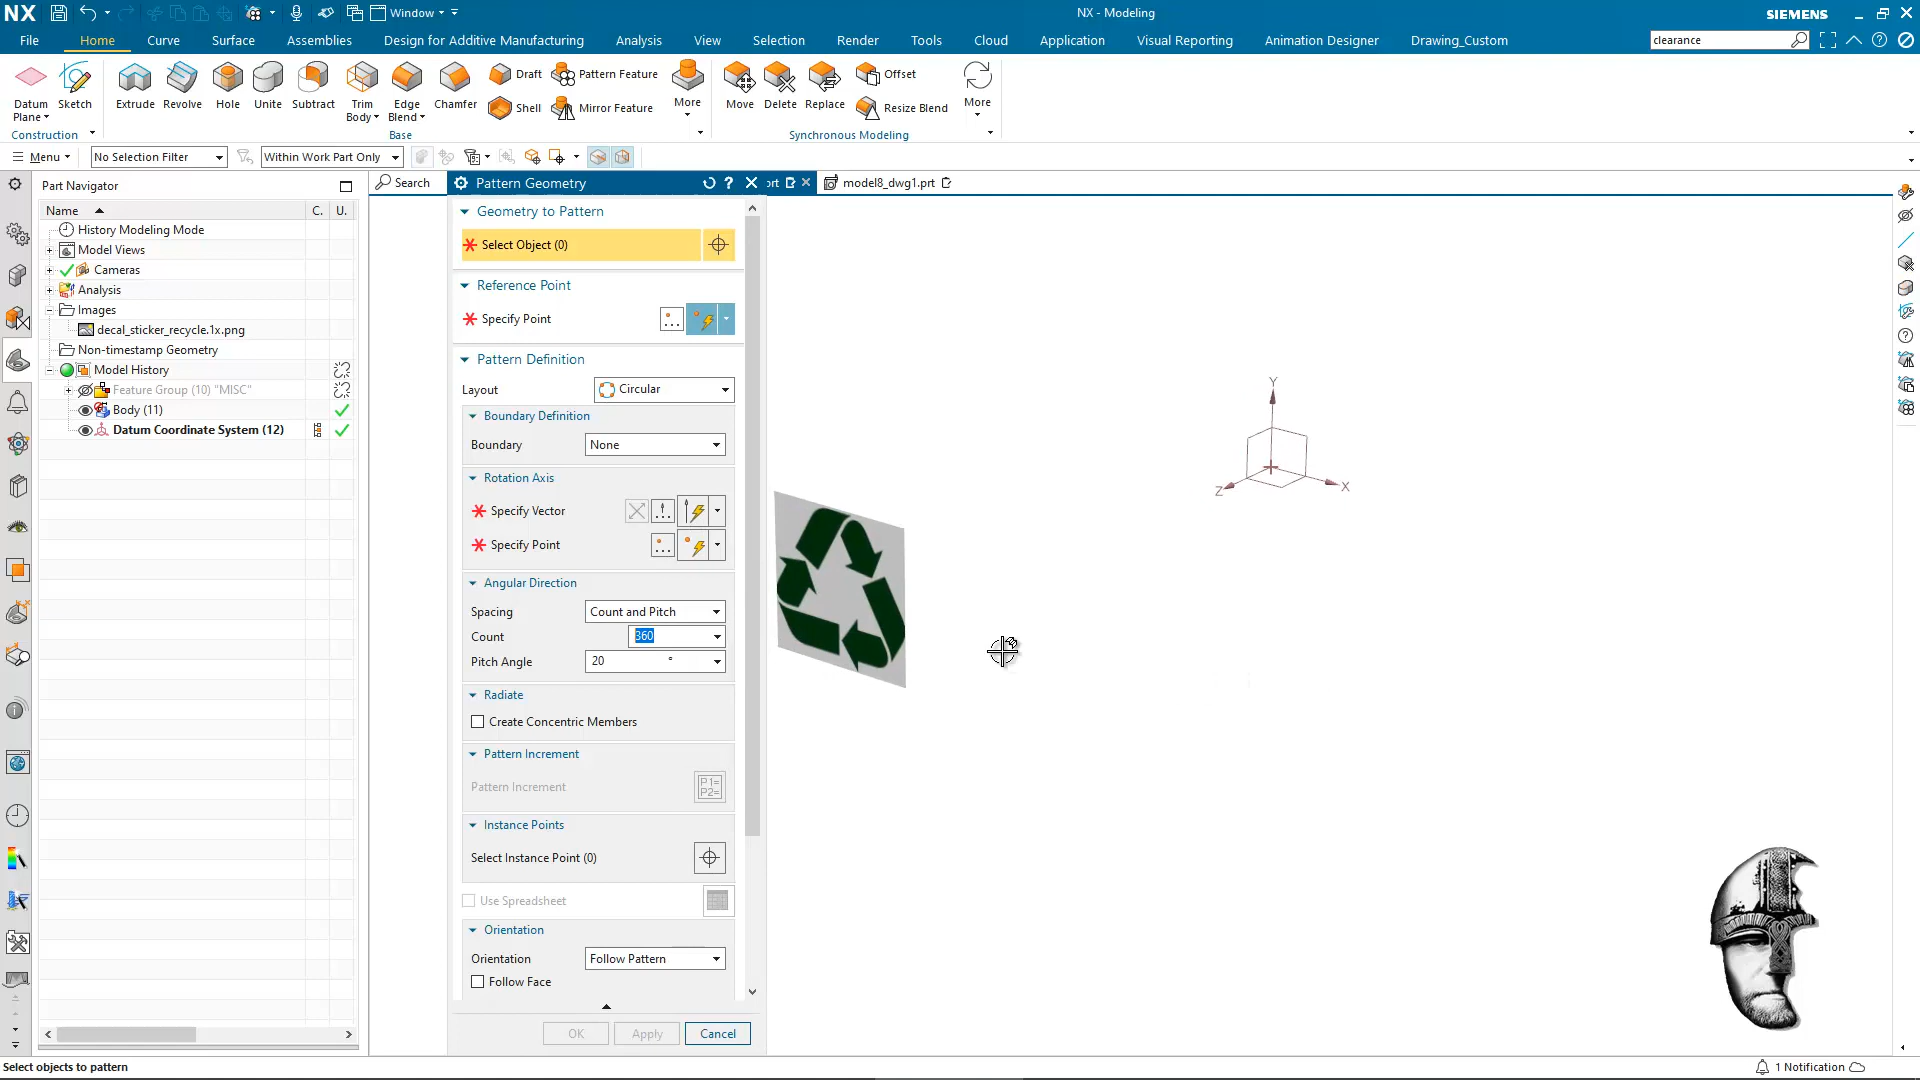 NX
Window
NX - Modeling
SIEMENS
File
Home
Curve
Surface
Assemblies
Design for Additive Manufacturing
Analysis
View
Selection
Render
Tools
Cloud
Application
Visual Reporting
Animation Designer
Drawing_Custom
clearance
Datum Plane
Sketch
Extrude
Revolve
Hole
Unite
Subtract
Trim Body
Edge Blend
Chamfer
Draft
Shell
Pattern Feature
Mirror Feature
More
Move
Delete
Replace
Offset
Resize Blend
More
Construction
Base
Synchronous Modeling
Menu
No Selection Filter
Within Work Part Only
Part Navigator
Name
C.
U.
History Modeling Mode
Model Views
Cameras
Analysis
Images
decal_sticker_recycle.1x.png
Non-timestamp Geometry
Model History
Feature Group (10) "MISC"
Body (11)
Datum Coordinate System (12)
Search
Pattern Geometry
prt
model8_dwg1.prt
Geometry to Pattern
Select Object (0)
Reference Point
Specify Point
Pattern Definition
Layout
Circular
Boundary Definition
Boundary
None
Rotation Axis
Specify Vector
Specify Point
Angular Direction
Spacing
Count and Pitch
Count
360
Pitch Angle
20 °
Radiate
Create Concentric Members
Pattern Increment
Pattern Increment
P1=
P2=
Instance Points
Select Instance Point (0)
Use Spreadsheet
Orientation
Orientation
Follow Pattern
Follow Face
OK
Apply
Cancel
Y
Z
X
Select objects to pattern
1 Notification